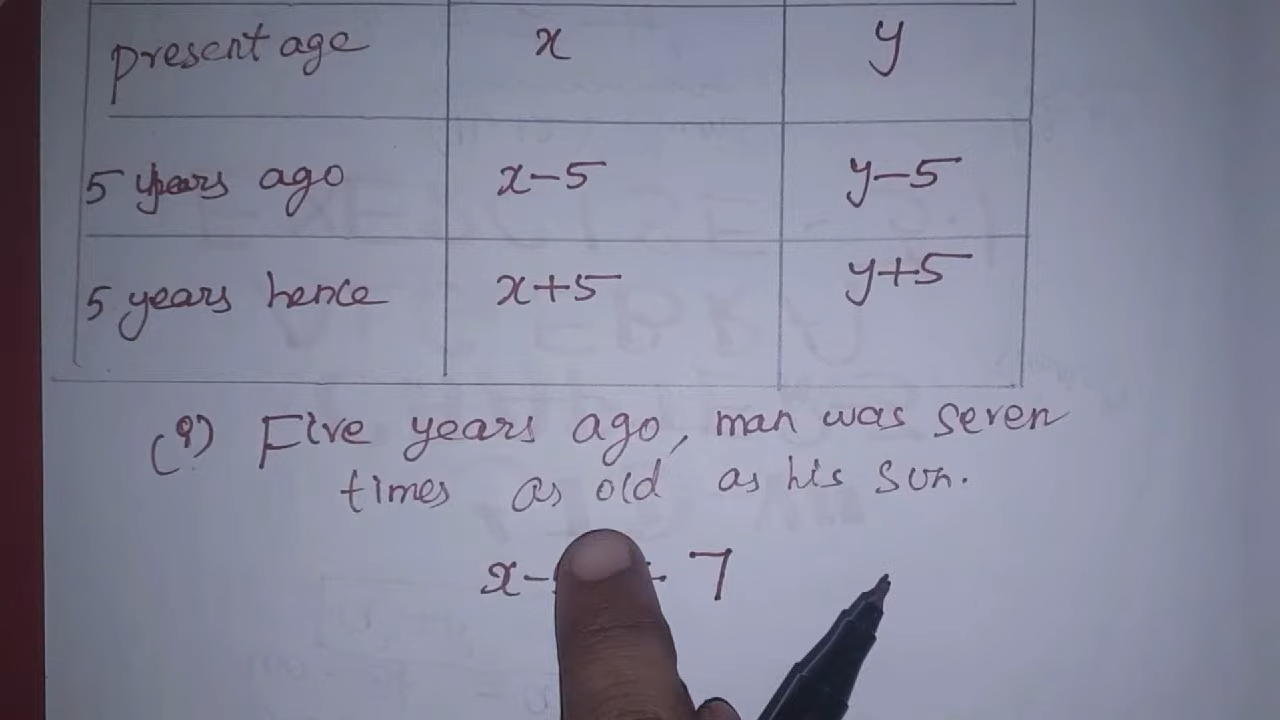 present age x y
5 years ago x-5 y-5
5 years hence x+5 y+5
(१) Five years ago, man was seven
times as old as his son.
x- 7